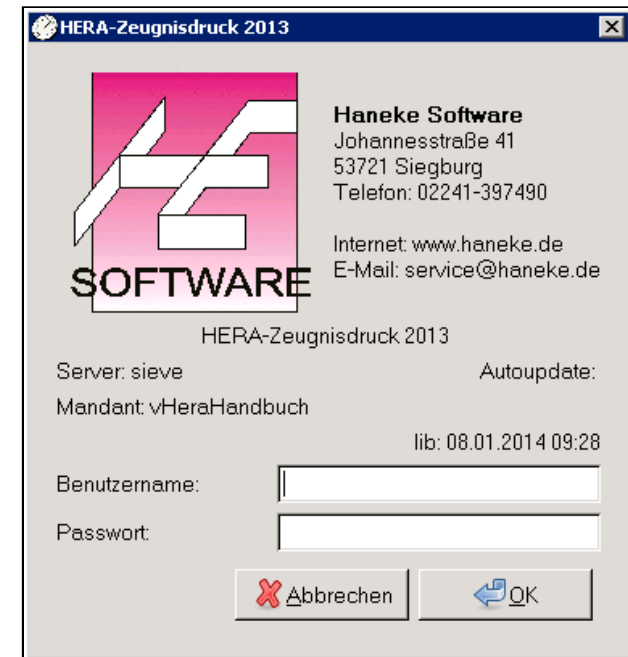 HERA-Zeugnisdruck 2013
Haneke Software
Johannesstraße 41
53721 Siegburg
Telefon: 02241-397490
Internet: www.haneke.de
E-Mail: service@haneke.de
HE
SOFTWARE
HERA-Zeugnisdruck 2013
Server: sieve
Autoupdate:
Mandant: vHeraHandbuch
lib: 08.01.2014 09:28
Benutzername:
Passwort:
Abbrechen
OK